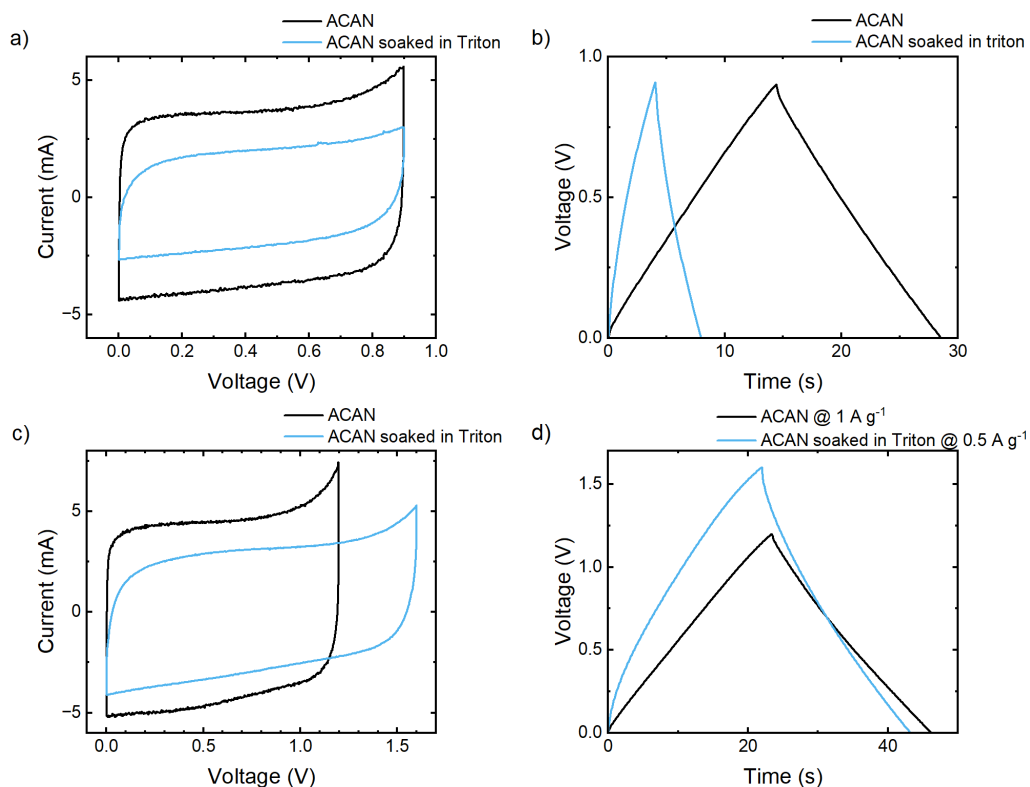 a)
ACAN
ACAN soaked in Triton
5
0
−5
Current (mA)
0.0 0.2 0.4 0.6 0.8 1.0
Voltage (V)
b)
ACAN
ACAN soaked in triton
1.0
0.5
0.0
Voltage (V)
0 10 20 30
Time (s)
c)
ACAN
ACAN soaked in Triton
5
0
−5
Current (mA)
0.0 0.5 1.0 1.5
Voltage (V)
d)
ACAN @ 1 A g⁻¹
ACAN soaked in Triton @ 0.5 A g⁻¹
1.5
1.0
0.5
0.0
Voltage (V)
0 20 40
Time (s)